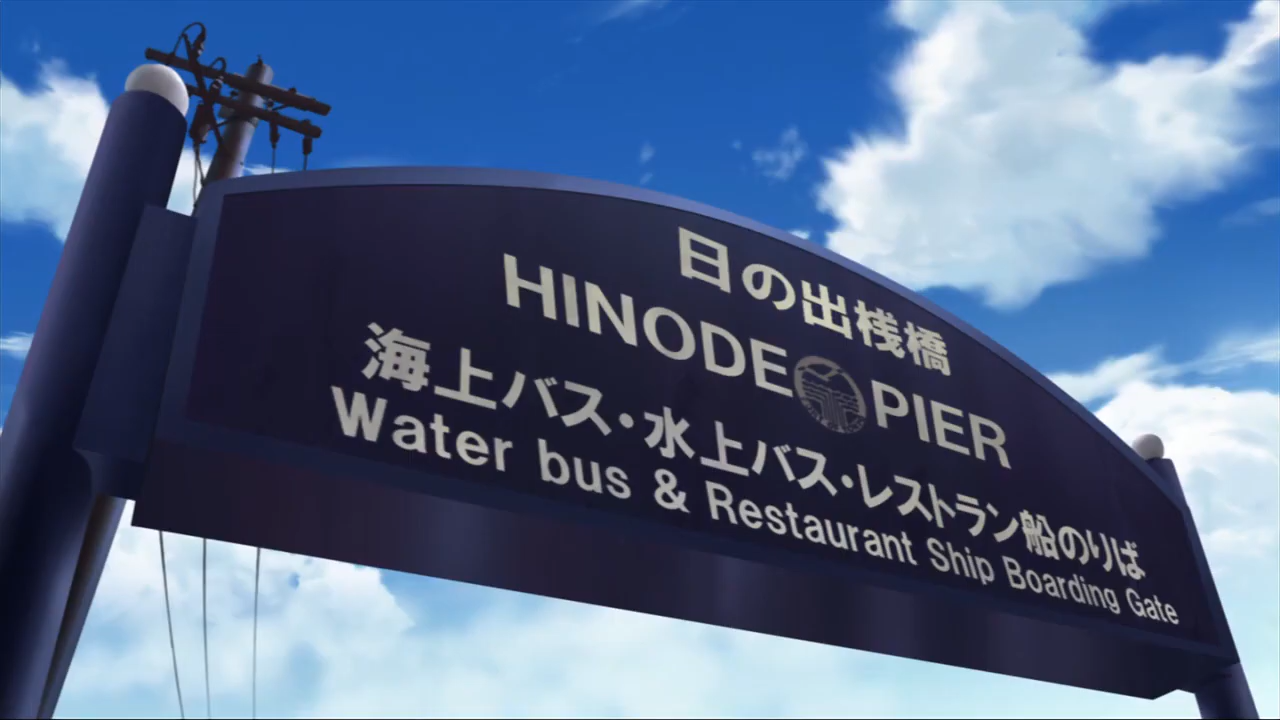 日の出桟橋
HINODE PIER
海上バス・水上バス・レストラン船のりば
Water bus & Restaurant Ship Boarding Gate